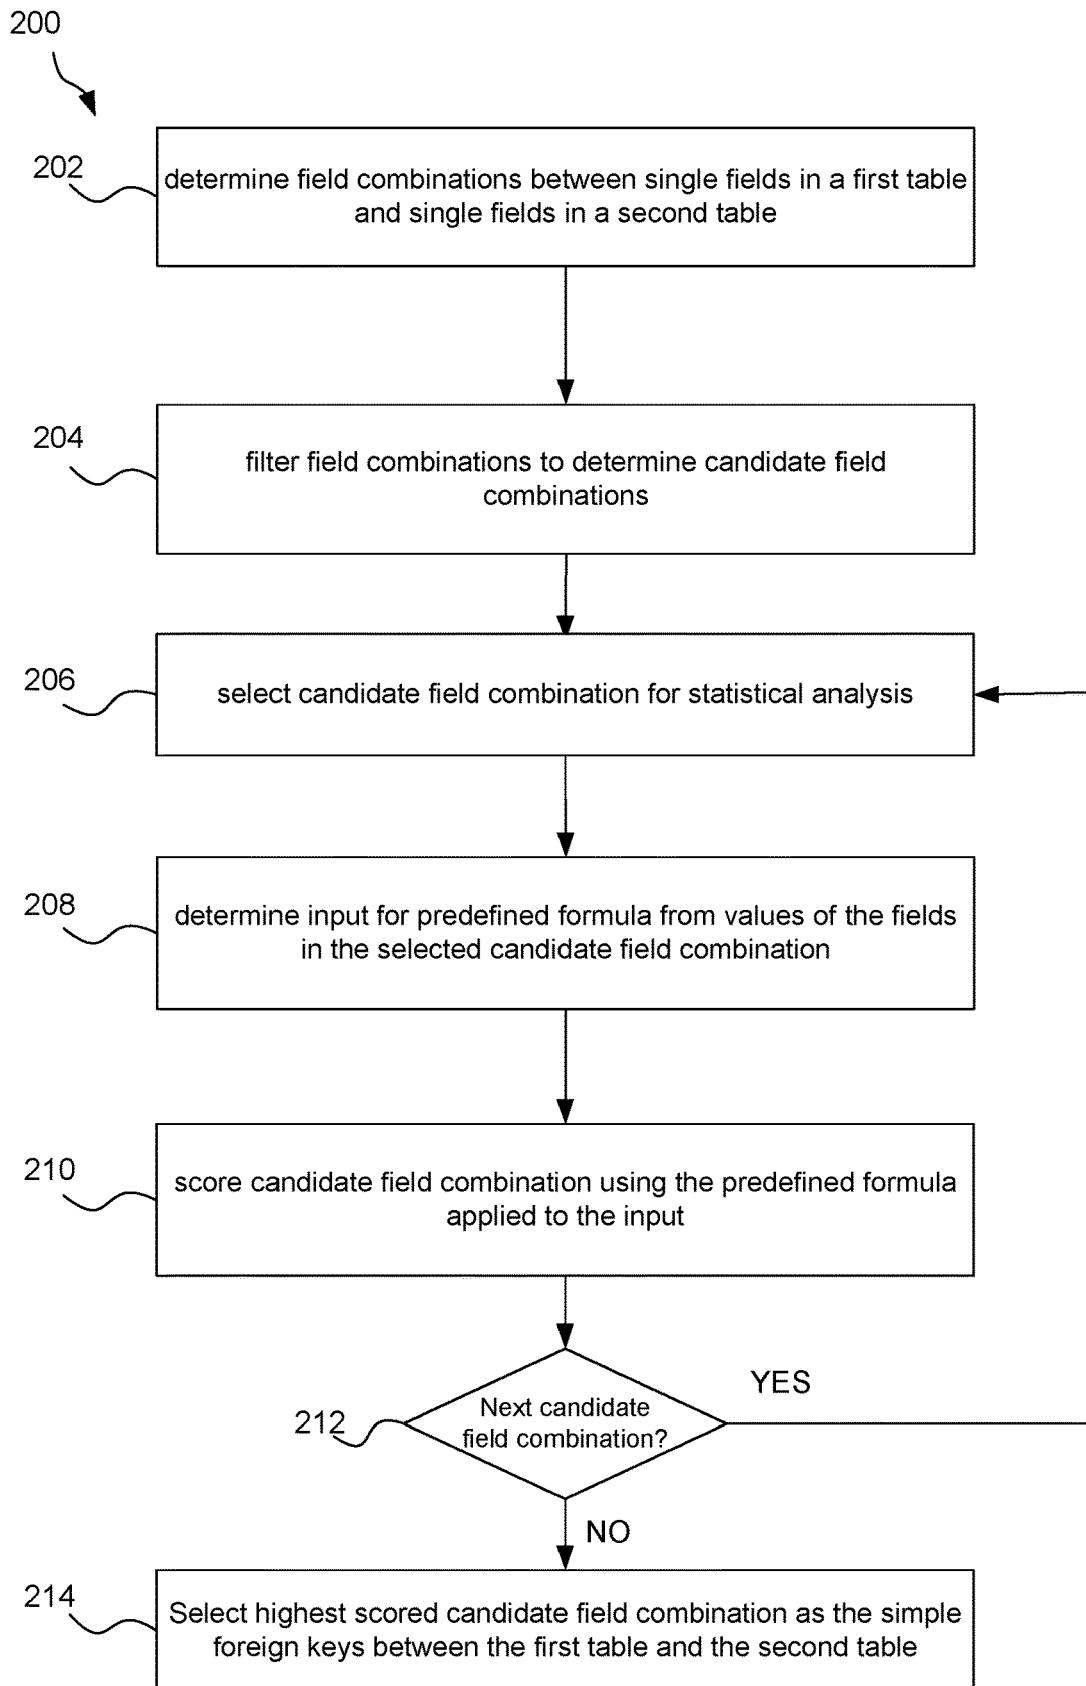 200
202
determine field combinations between single fields in a first table
and single fields in a second table
204
filter field combinations to determine candidate field
combinations
206
select candidate field combination for statistical analysis
208
determine input for predefined formula from values of the fields
in the selected candidate field combination
210
score candidate field combination using the predefined formula
applied to the input
212
Next candidate
field combination?
YES
NO
214
Select highest scored candidate field combination as the simple
foreign keys between the first table and the second table